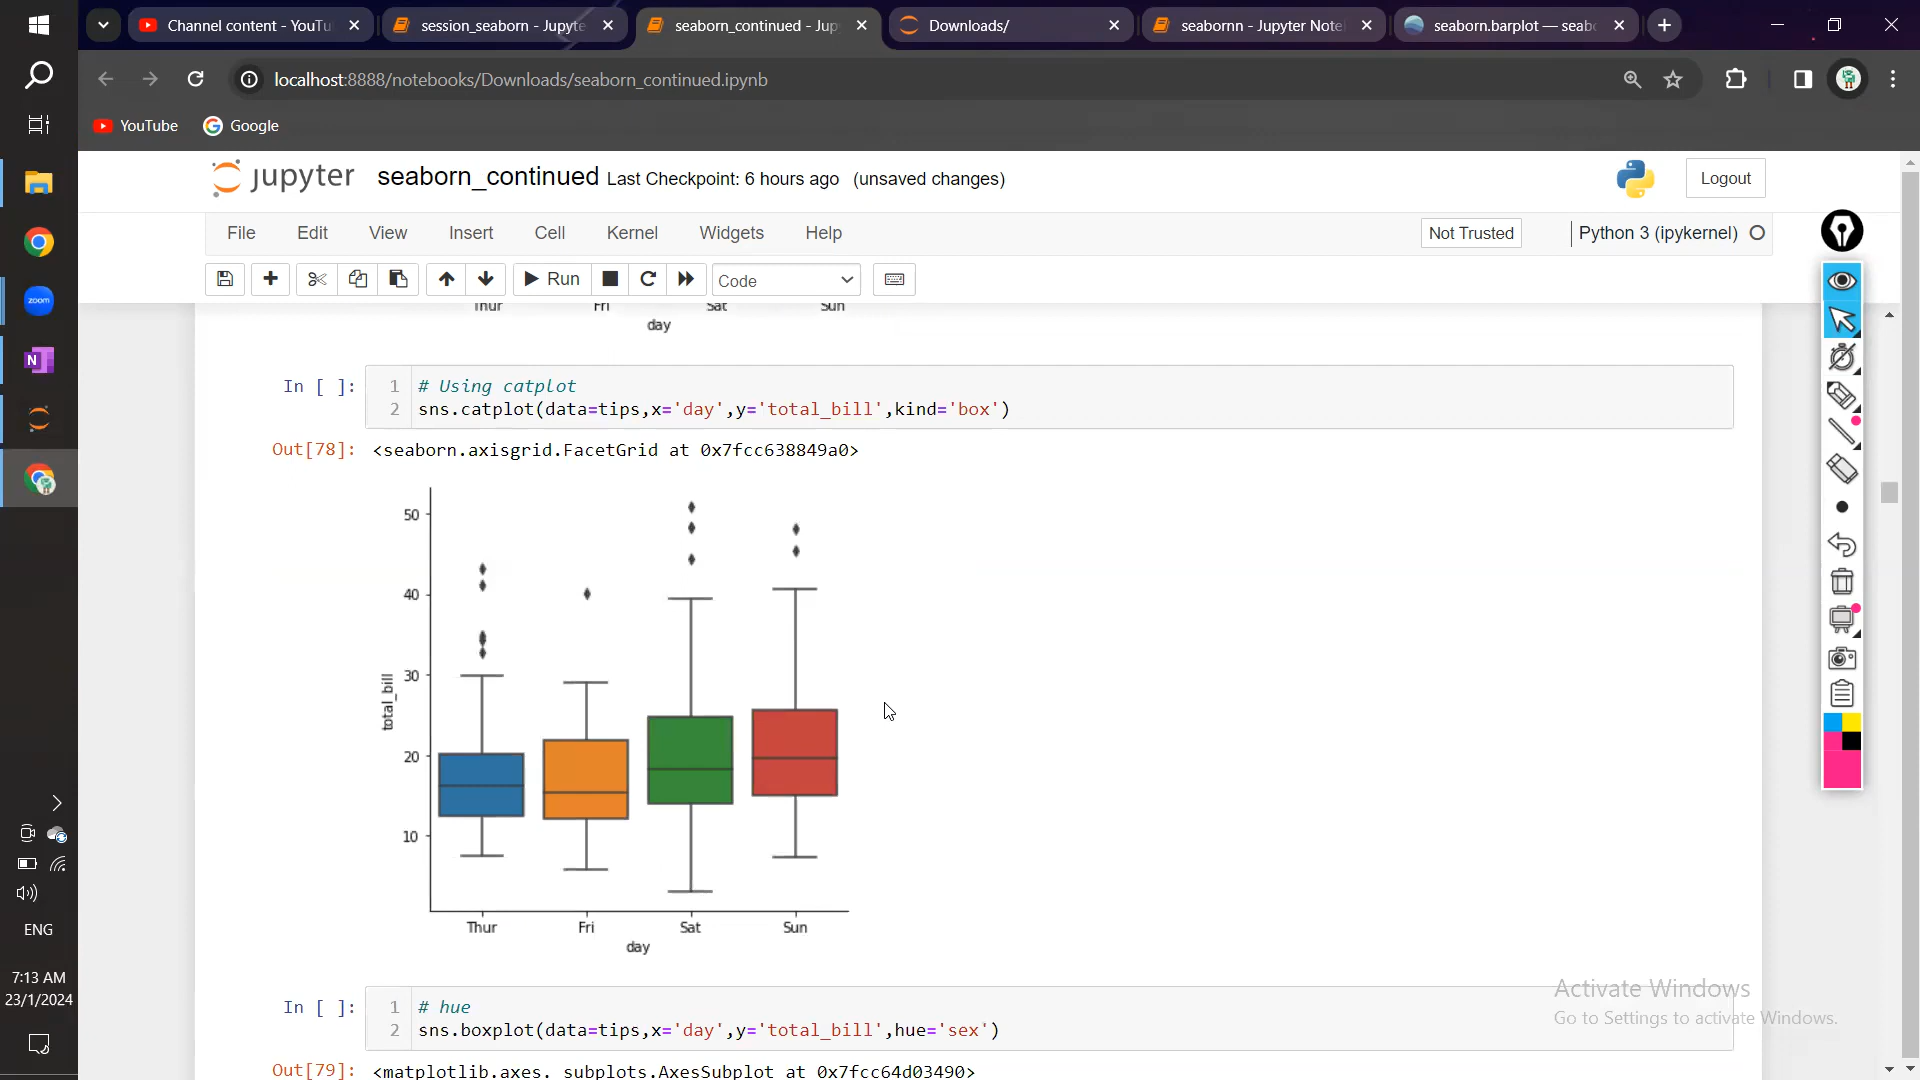 Channel content - YouTu
session_seaborn - Jupyte
seaborn_continued - Jup
Downloads/
seabornn - Jupyter Note
seaborn.barplot — seab
localhost:8888/notebooks/Downloads/seaborn_continued.ipynb
YouTube
Google
jupyter seaborn_continued Last Checkpoint: 6 hours ago (unsaved changes)
Logout
File Edit View Insert Cell Kernel Widgets Help
Not Trusted
Python 3 (ipykernel)
Run
Code
Thur Fri Sat Sun
day
In [ ]:
1 # Using catplot
2 sns.catplot(data=tips,x='day',y='total_bill',kind='box')
Out[78]: <seaborn.axisgrid.FacetGrid at 0x7fcc638849a0>
50
40
30
20
10
total_bill
Thur Fri Sat Sun
day
In [ ]:
1 # hue
2 sns.boxplot(data=tips,x='day',y='total_bill',hue='sex')
Out[79]: <matplotlib.axes._subplots.AxesSubplot at 0x7fcc64d03490>
Activate Windows
Go to Settings to activate Windows.
zoom
N
ENG
7:13 AM
23/1/2024